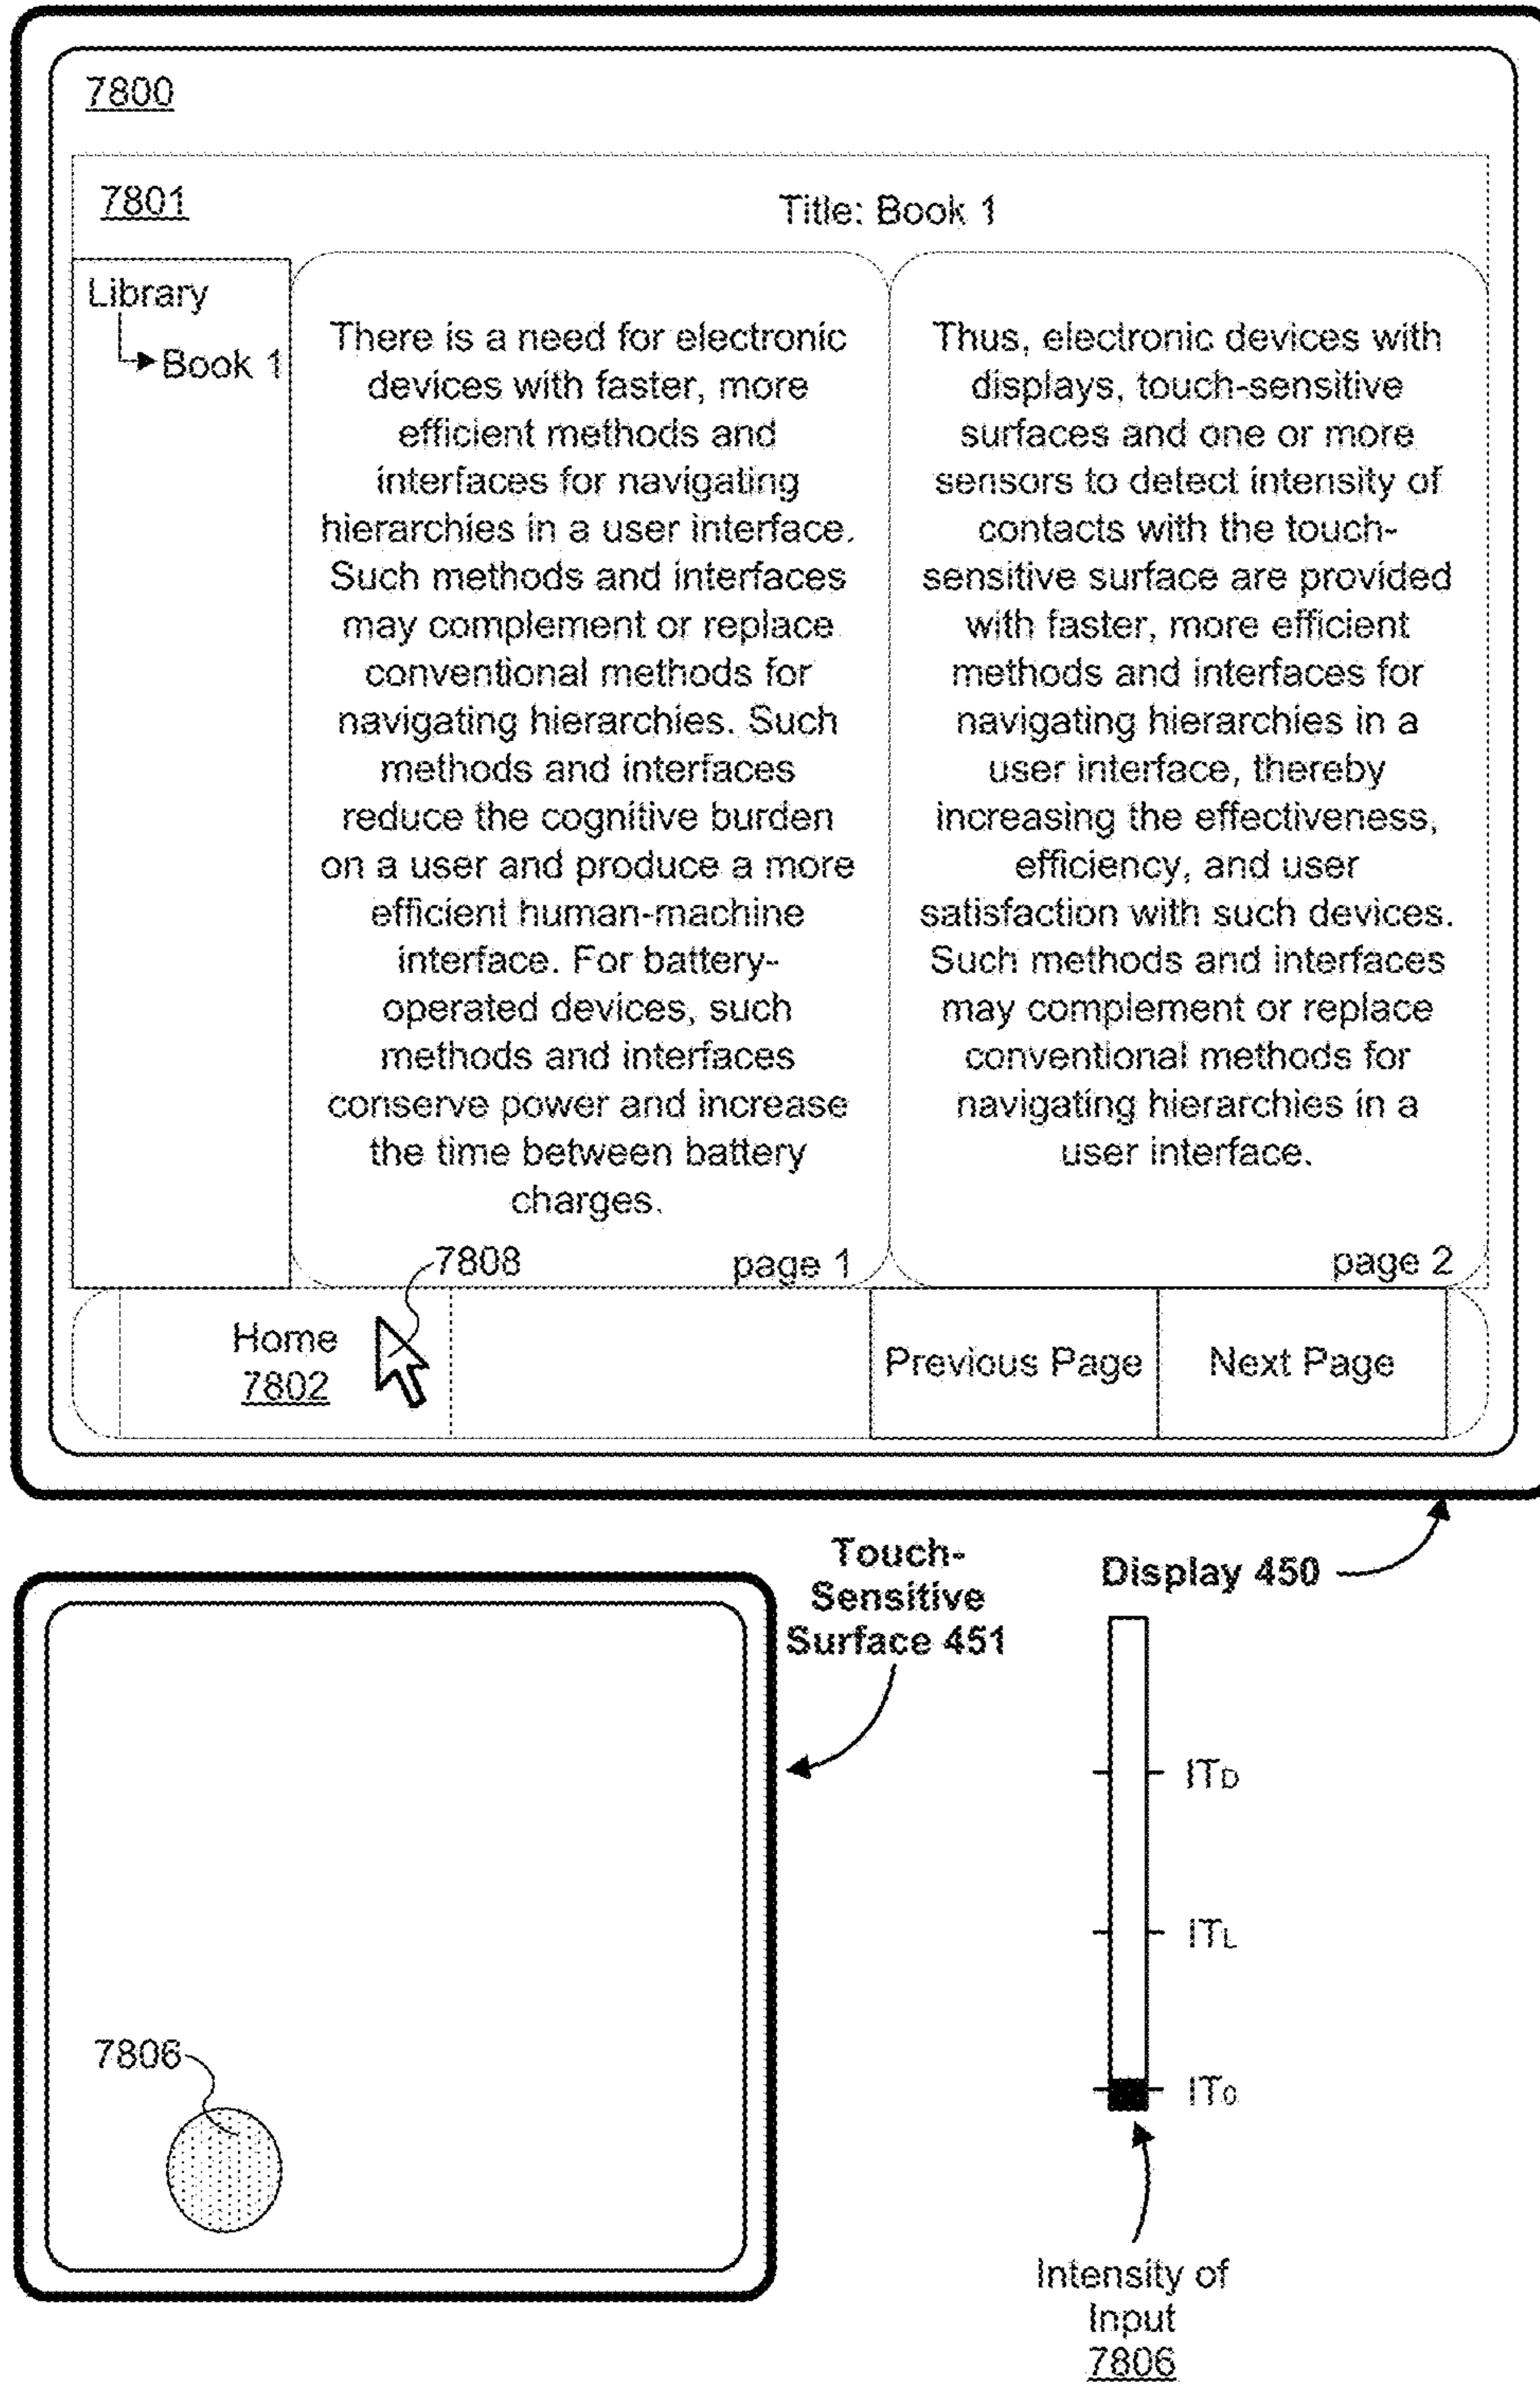 7800
7801
Title: Book 1
Library
Book 1
There is a need for electronic
devices with faster, more
efficient methods and
interfaces for navigating
hierarchies in a user interface.
Such methods and interfaces
may complement or replace
conventional methods for
navigating hierarchies. Such
methods and interfaces
reduce the cognitive burden
on a user and produce a more
efficient human-machine
interface. For battery-
operated devices, such
methods and interfaces
conserve power and increase
the time between battery
charges.
page 1
Thus, electronic devices with
displays, touch-sensitive
surfaces and one or more
sensors to detect intensity of
contacts with the touch-
sensitive surface are provided
with faster, more efficient
methods and interfaces for
navigating hierarchies in a
user interface, thereby
increasing the effectiveness,
efficiency, and user
satisfaction with such devices.
Such methods and interfaces
may complement or replace
conventional methods for
navigating hierarchies in a
user interface.
page 2
7808
Home
7802
Previous Page
Next Page
Touch-
Sensitive
Surface 451
Display 450
ITD
ITL
IT0
7806
Intensity of
Input
7806